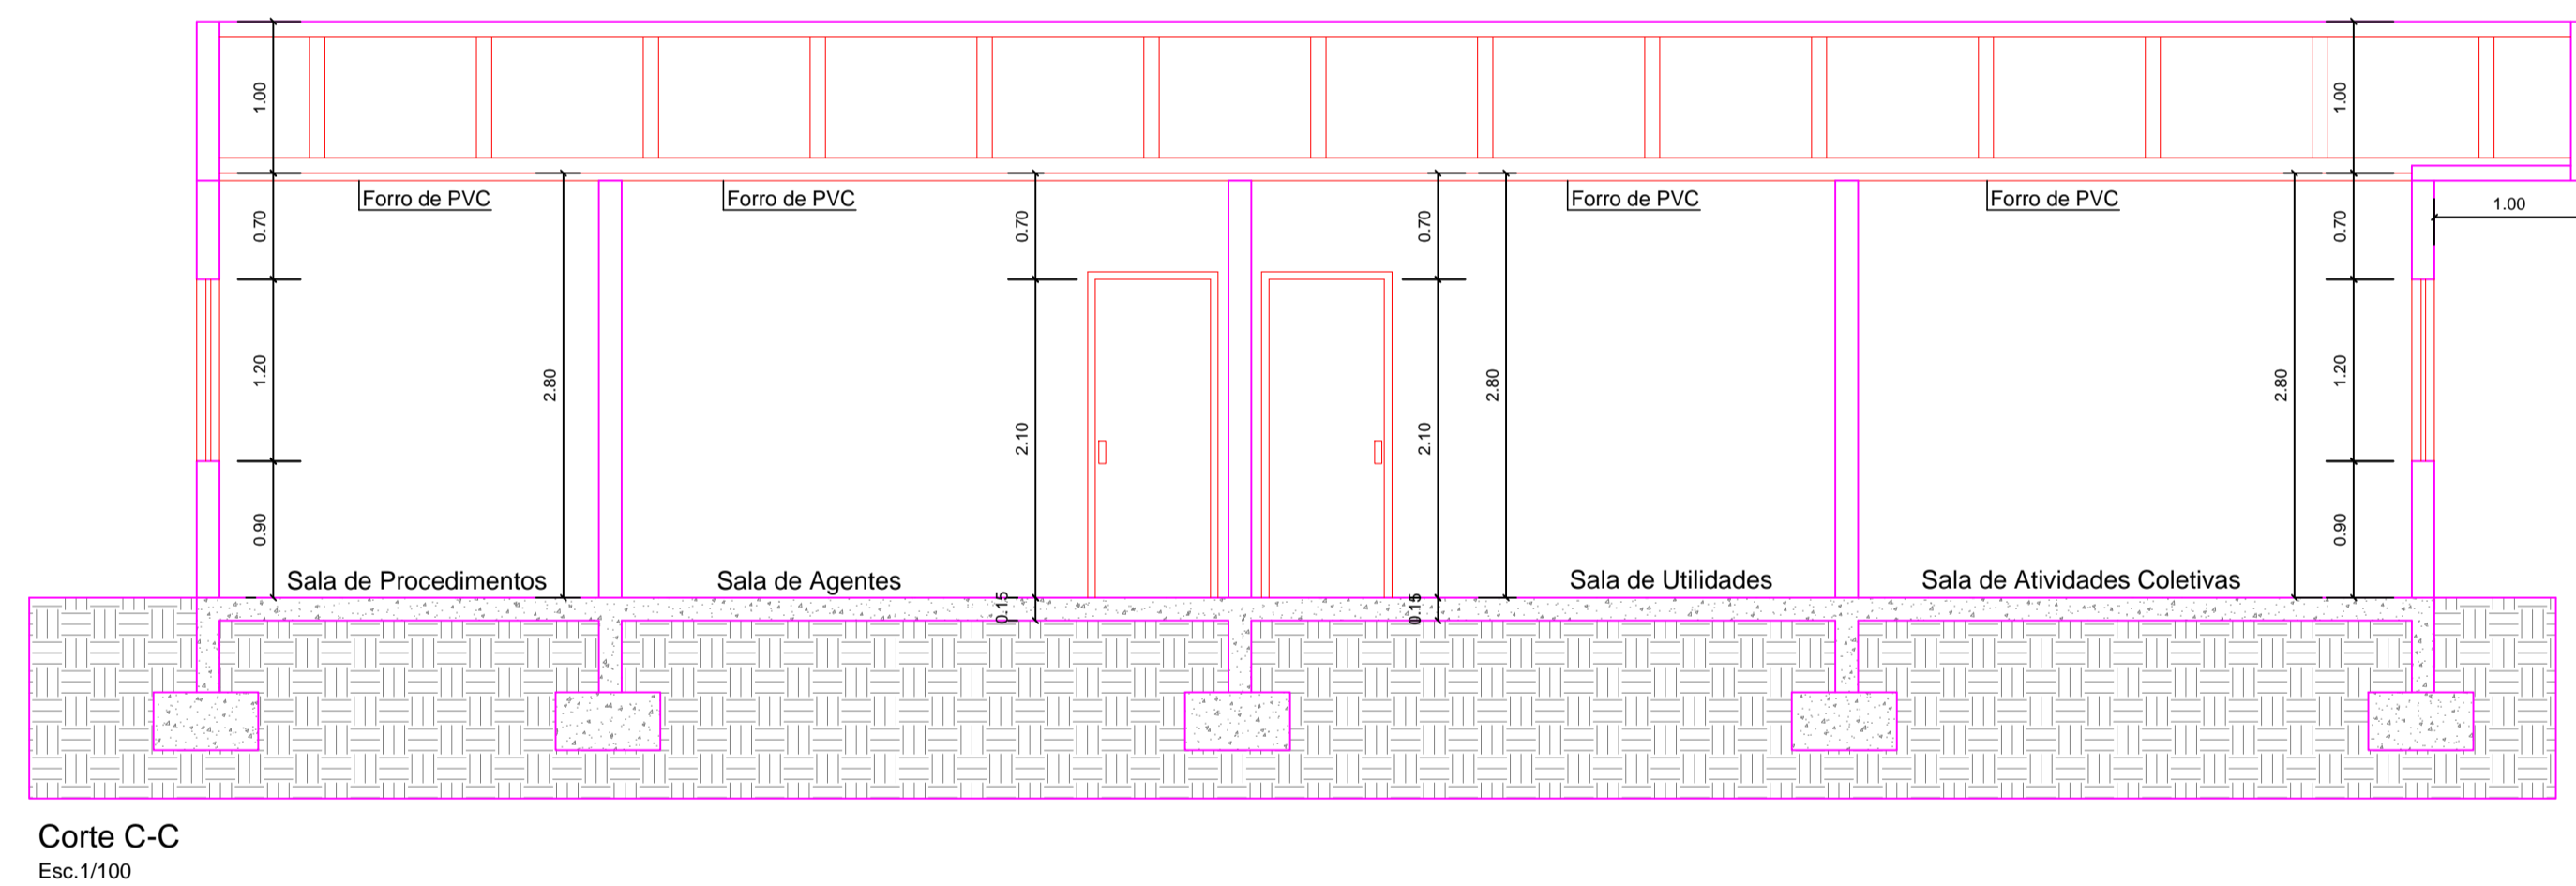 1.00
1.00
Forro de PVC
Forro de PVC
Forro de PVC
Forro de PVC
1.00
0.70
0.70
0.70
0.70
1.20
2.80
2.80
2.80
1.20
2.10
2.10
0.90
0.90
Sala de Procedimentos
Sala de Agentes
Sala de Utilidades
Sala de Atividades Coletivas
0.15
0.15
Corte C-C
Esc.1/100